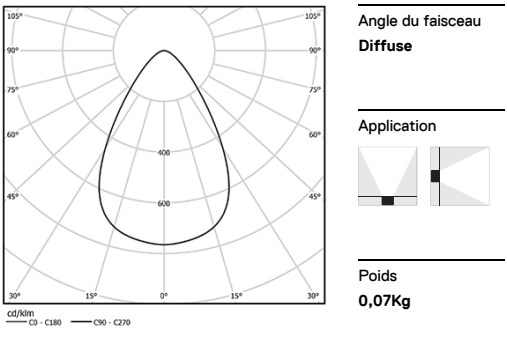 105° 105°
90° 90°
75° 75°
60° 60°
400
45° 45°
600
30° 15° 0° 15° 30°
cd/klm
C0 - C180 C90 - C270
Angle du faisceau
Diffuse
Application
Poids
0,07Kg